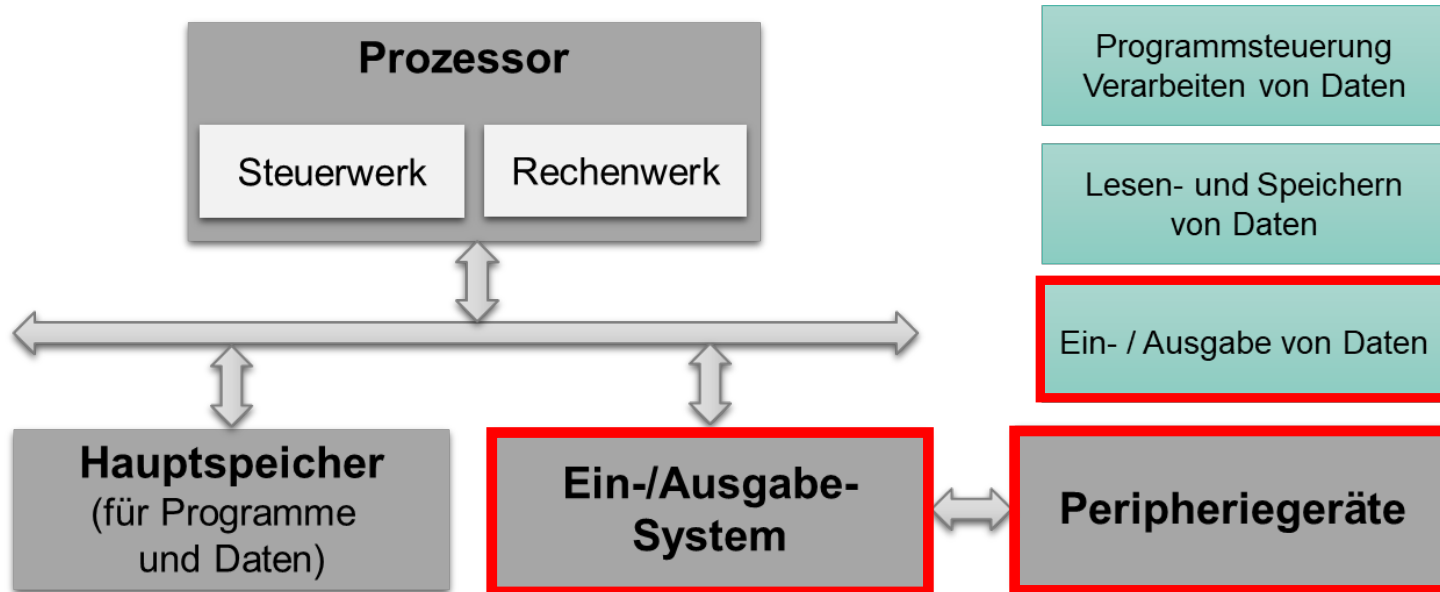 Prozessor
Steuerwerk
Rechenwerk
Programmsteuerung
Verarbeiten von Daten
Lesen- und Speichern
von Daten
Ein- / Ausgabe von Daten
Hauptspeicher
(für Programme
und Daten)
Ein-/Ausgabe-
System
Peripheriegeräte